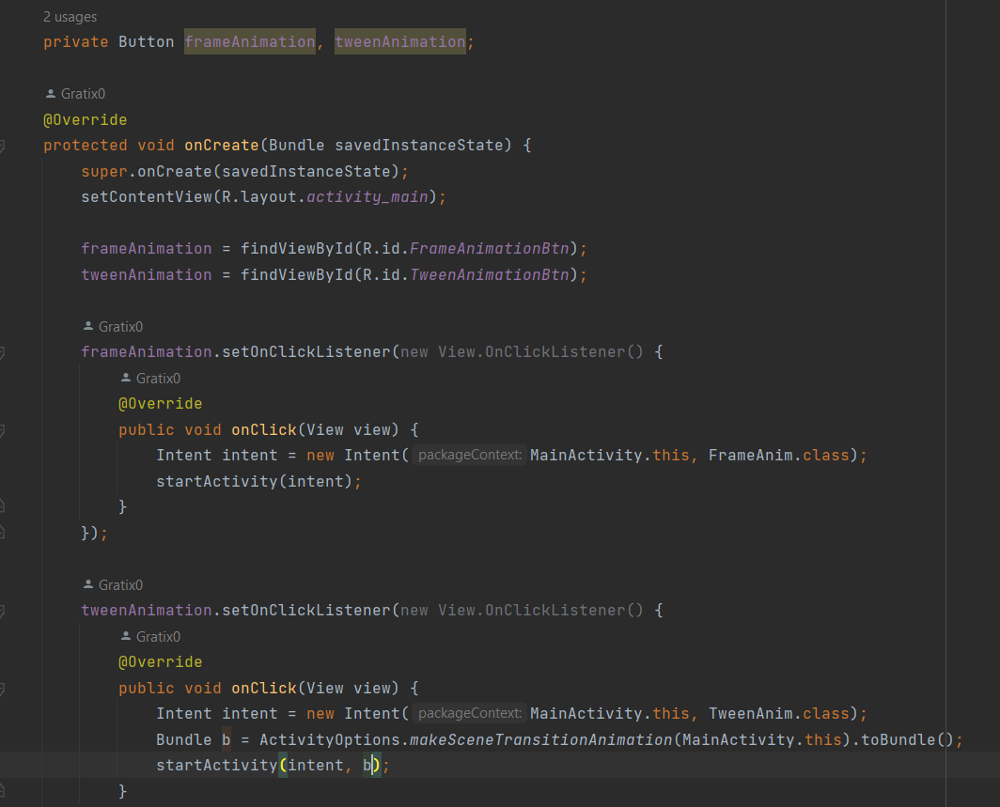 2 usages
private Button frameAnimation, tweenAnimation;
Gratix0
@Override
protected void onCreate(Bundle savedInstanceState) {
super.onCreate(savedInstanceState);
setContentView(R.layout.activity_main);
frameAnimation = findViewById(R.id.FrameAnimationBtn);
tweenAnimation = findViewById(R.id.TweenAnimationBtn);
Gratix0
frameAnimation.setOnClickListener(new View.OnClickListener() {
Gratix0
@Override
public void onClick(View view) {
Intent intent = new Intent( packageContext: MainActivity.this, FrameAnim.class);
startActivity(intent);
}
});
Gratix0
tweenAnimation.setOnClickListener(new View.OnClickListener() {
Gratix0
@Override
public void onClick(View view) {
Intent intent = new Intent( packageContext: MainActivity.this, TweenAnim.class);
Bundle b = ActivityOptions.makeSceneTransitionAnimation(MainActivity.this).toBundle();
startActivity(intent, b);
}